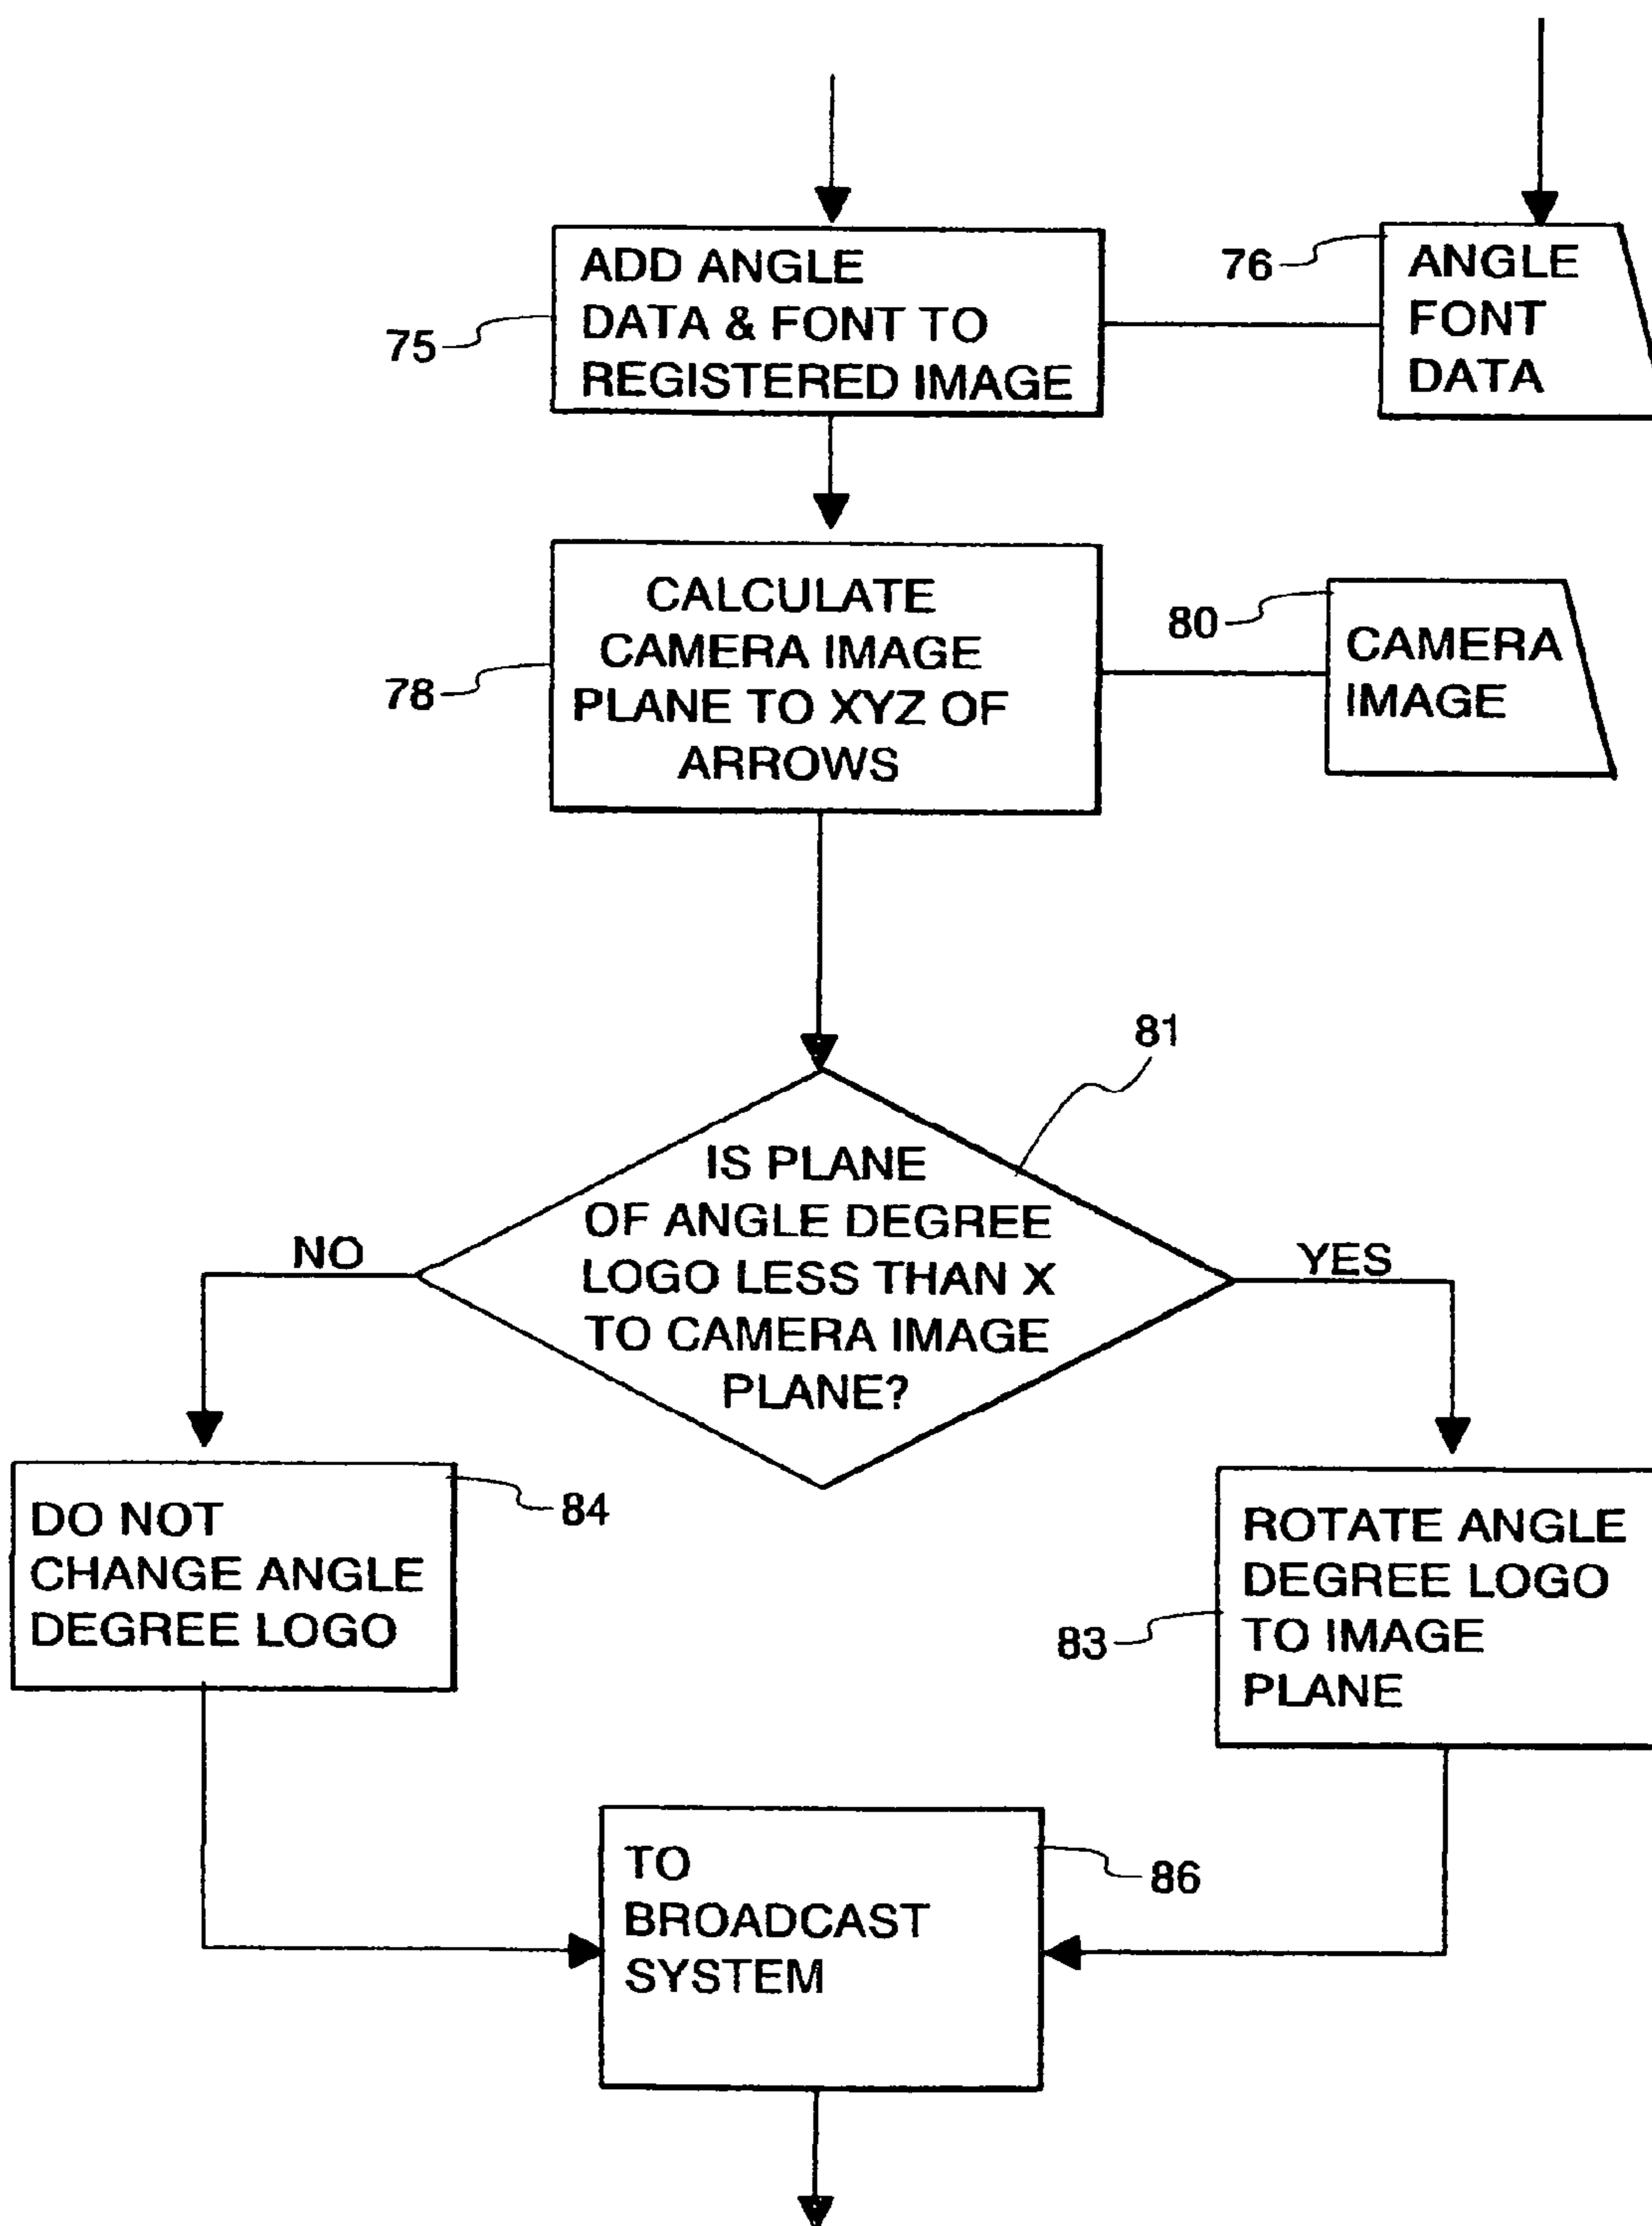 ADD ANGLE
DATA & FONT TO
REGISTERED IMAGE
75
76
ANGLE
FONT
DATA
CALCULATE
CAMERA IMAGE
PLANE TO XYZ OF
ARROWS
78
80
CAMERA
IMAGE
81
IS PLANE
OF ANGLE DEGREE
LOGO LESS THAN X
TO CAMERA IMAGE
PLANE?
NO
YES
DO NOT
CHANGE ANGLE
DEGREE LOGO
84
ROTATE ANGLE
DEGREE LOGO
TO IMAGE
PLANE
83
TO
BROADCAST
SYSTEM
86